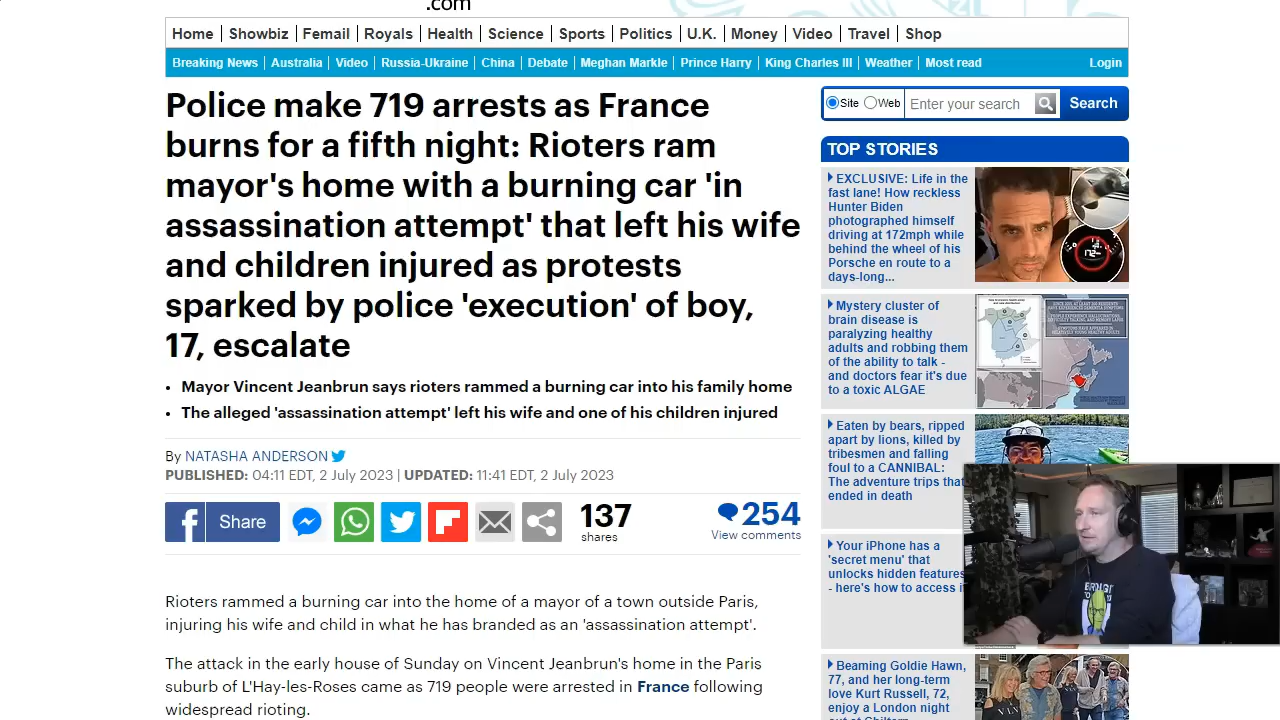 .com
Home Showbiz Femail Royals Health Science Sports Politics U.K. Money Video Travel Shop
Breaking News Australia Video Russia-Ukraine China Debate Meghan Markle Prince Harry King Charles III Weather Most read Login
Police make 719 arrests as France
burns for a fifth night: Rioters ram
mayor's home with a burning car 'in
assassination attempt' that left his wife
and children injured as protests
sparked by police 'execution' of boy,
17, escalate
• Mayor Vincent Jeanbrun says rioters rammed a burning car into his family home
• The alleged 'assassination attempt' left his wife and one of his children injured
By NATASHA ANDERSON
PUBLISHED: 04:11 EDT, 2 July 2023 | UPDATED: 11:41 EDT, 2 July 2023
Share
137
shares
254
View comments
Rioters rammed a burning car into the home of a mayor of a town outside Paris,
injuring his wife and child in what he has branded as an 'assassination attempt'.
The attack in the early house of Sunday on Vincent Jeanbrun's home in the Paris
suburb of L'Hay-les-Roses came as 719 people were arrested in France following
widespread rioting.
Site Web Enter your search Search
TOP STORIES
EXCLUSIVE: Life in the
fast lane! How reckless
Hunter Biden
photographed himself
driving at 172mph while
behind the wheel of his
Porsche en route to a
days-long...
Mystery cluster of
brain disease is
paralyzing healthy
adults and robbing them
of the ability to talk -
and doctors fear it's due
to a toxic ALGAE
Eaten by bears, ripped
apart by lions, killed by
tribesmen and falling
foul to a CANNIBAL:
The adventure trips that
ended in death
Your iPhone has a
'secret menu' that
unlocks hidden features
- here's how to access
Beaming Goldie Hawn,
77, and her long-term
love Kurt Russell, 72,
enjoy a London night